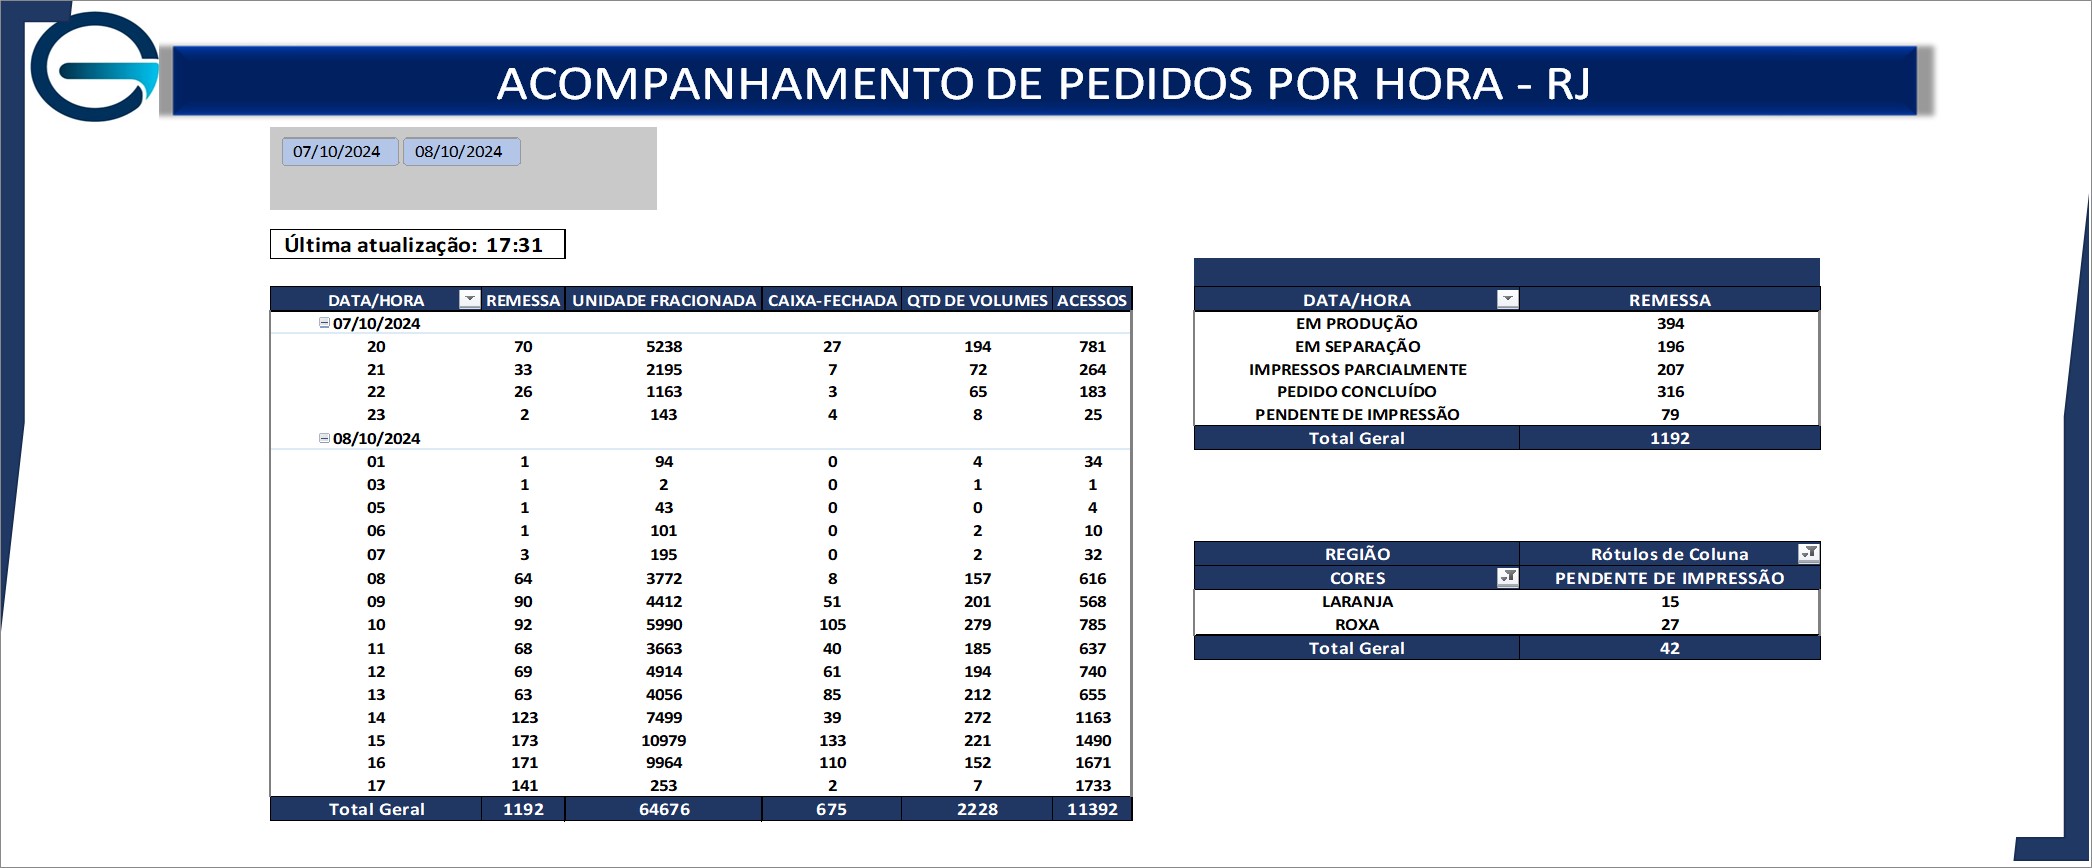 ACOMPANHAMENTO DE PEDIDOS POR HORA - RJ
07/10/2024 08/10/2024
Última atualização: 17:31
DATA/HORA REMESSA UNIDADE FRACIONADA CAIXA-FECHADA QTD DE VOLUMES ACESSOS
07/10/2024
20 70 5238 27 194 781
21 33 2195 7 72 264
22 26 1163 3 65 183
23 2 143 4 8 25
08/10/2024
01 1 94 0 4 34
03 1 2 0 1 1
05 1 43 0 0 4
06 1 101 0 2 10
07 3 195 0 2 32
08 64 3772 8 157 616
09 90 4412 51 201 568
10 92 5990 105 279 785
11 68 3663 40 185 637
12 69 4914 61 194 740
13 63 4056 85 212 655
14 123 7499 39 272 1163
15 173 10979 133 221 1490
16 171 9964 110 152 1671
17 141 253 2 7 1733
Total Geral 1192 64676 675 2228 11392
DATA/HORA REMESSA
EM PRODUÇÃO 394
EM SEPARAÇÃO 196
IMPRESSOS PARCIALMENTE 207
PEDIDO CONCLUÍDO 316
PENDENTE DE IMPRESSÃO 79
Total Geral 1192
REGIÃO Rótulos de Coluna
CORES PENDENTE DE IMPRESSÃO
LARANJA 15
ROXA 27
Total Geral 42